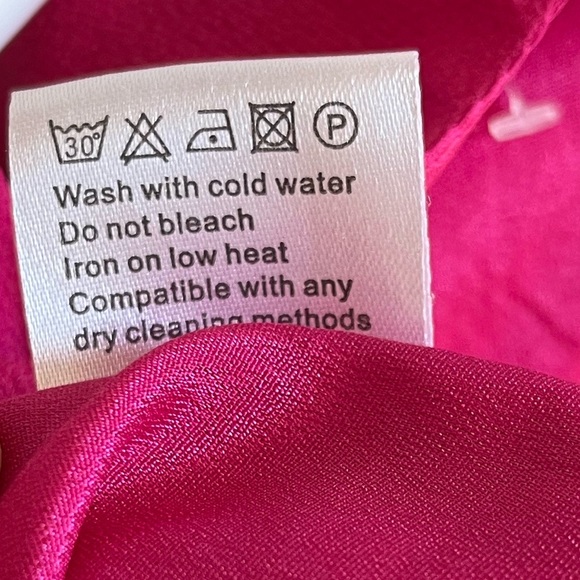 30°
P
Wash with cold water
Do not bleach
Iron on low heat
Compatible with any
dry cleaning methods